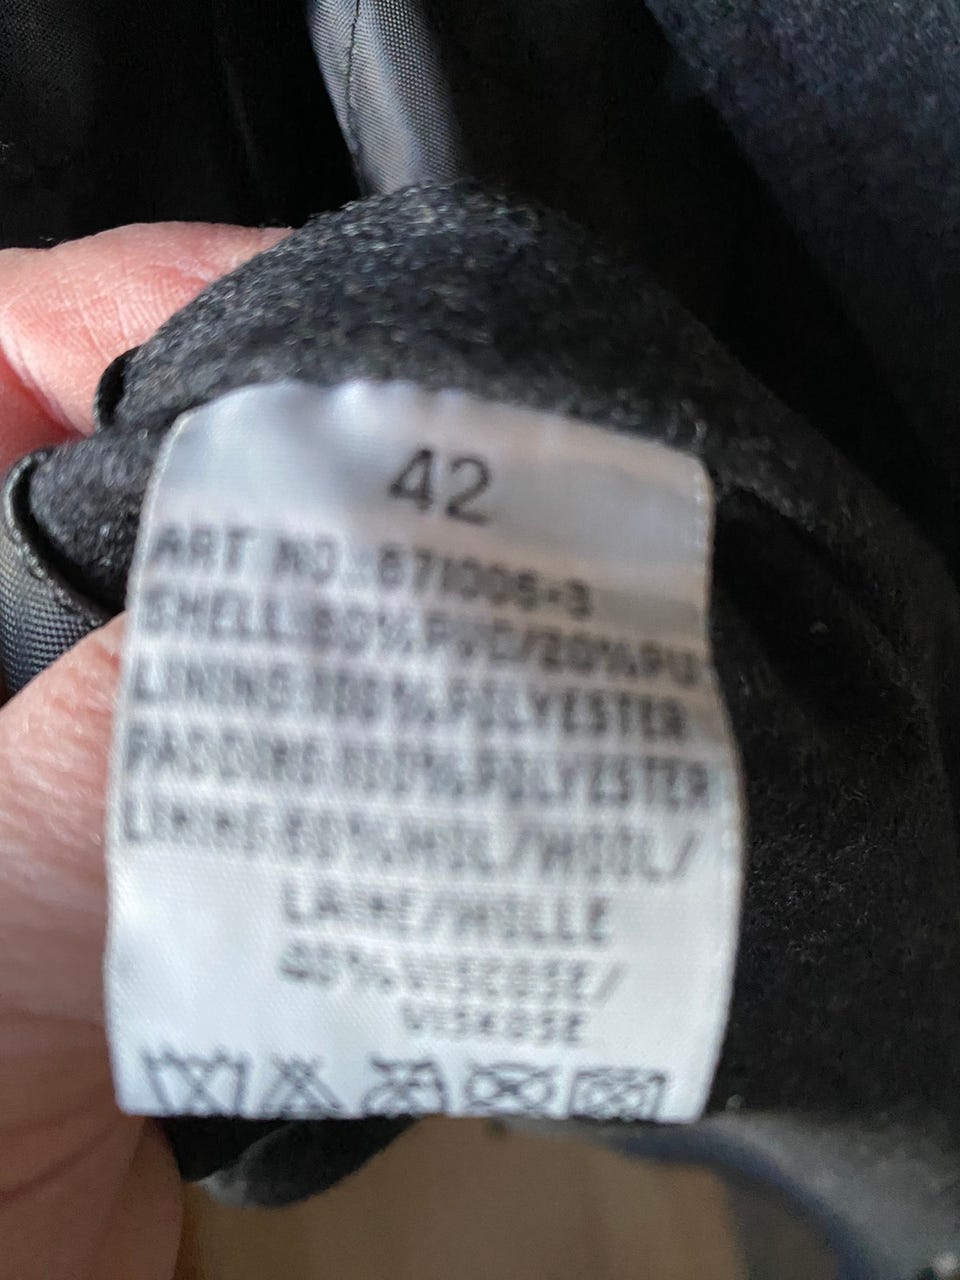 42
ART NO.:671005-3
SHELL:80%PVC/20%PU
LINING:100%POLYESTER
PADDING:100%POLYESTER
LINING:60%WOL/WOOL/
LAINE/WOLLE
40%VISCOSE/
VISKOSE